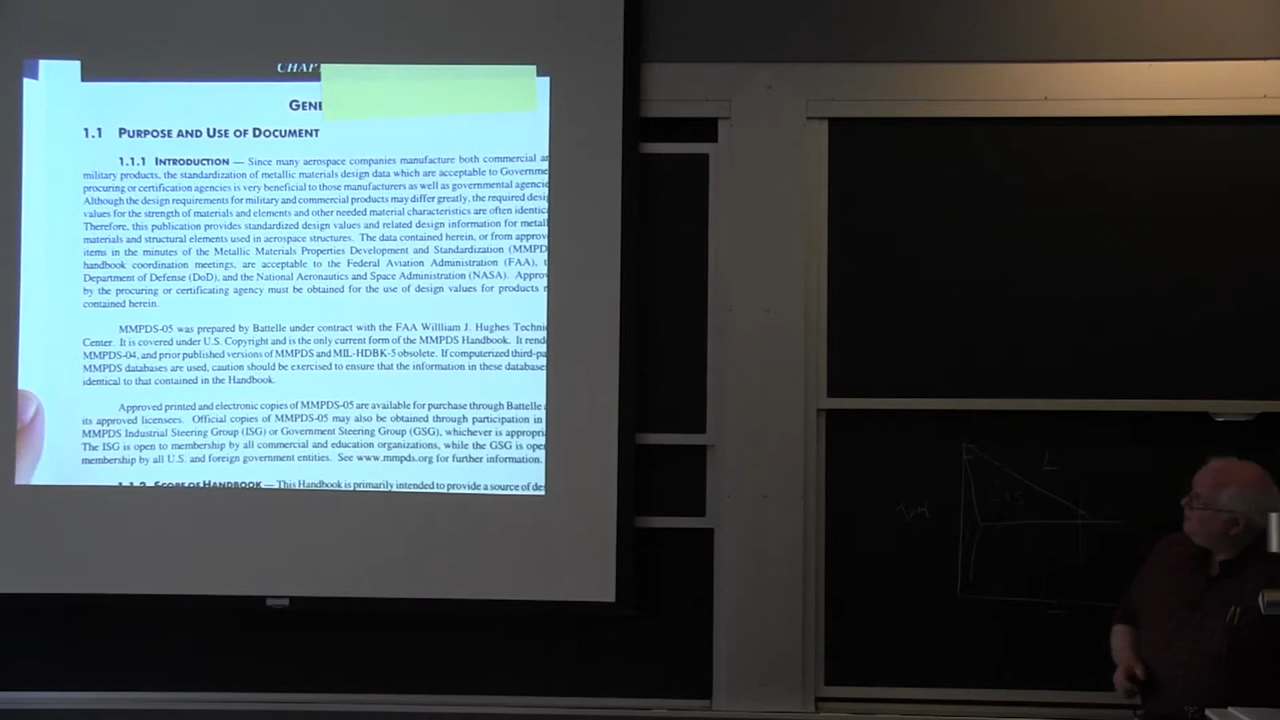 CHAP
GENE
1.1 PURPOSE AND USE OF DOCUMENT
1.1.1 INTRODUCTION — Since many aerospace companies manufacture both commercial an
military products, the standardization of metallic materials design data which are acceptable to Governme
procuring or certification agencies is very beneficial to those manufacturers as well as governmental agencie
Although the design requirements for military and commercial products may differ greatly, the required desi
values for the strength of materials and elements and other needed material characteristics are often identica
Therefore, this publication provides standardized design values and related design information for metall
materials and structural elements used in aerospace structures. The data contained herein, or from approv
items in the minutes of the Metallic Materials Properties Development and Standardization (MMPD
handbook coordination meetings, are acceptable to the Federal Aviation Administration (FAA), t
Department of Defense (DoD), and the National Aeronautics and Space Administration (NASA). Approv
by the procuring or certificating agency must be obtained for the use of design values for products n
contained herein.
MMPDS-05 was prepared by Battelle under contract with the FAA Willliam J. Hughes Technic
Center. It is covered under U.S. Copyright and is the only current form of the MMPDS Handbook. It rend
MMPDS-04, and prior published versions of MMPDS and MIL-HDBK-5 obsolete. If computerized third-pa
MMPDS databases are used, caution should be exercised to ensure that the information in these database
identical to that contained in the Handbook.
Approved printed and electronic copies of MMPDS-05 are available for purchase through Battelle
its approved licensees. Official copies of MMPDS-05 may also be obtained through participation in
MMPDS Industrial Steering Group (ISG) or Government Steering Group (GSG), whichever is appropri
The ISG is open to membership by all commercial and education organizations, while the GSG is ope
membership by all U.S. and foreign government entities. See www.mmpds.org for further information.
1.1.2 SCOPE OF HANDBOOK — This Handbook is primarily intended to provide a source of de
L